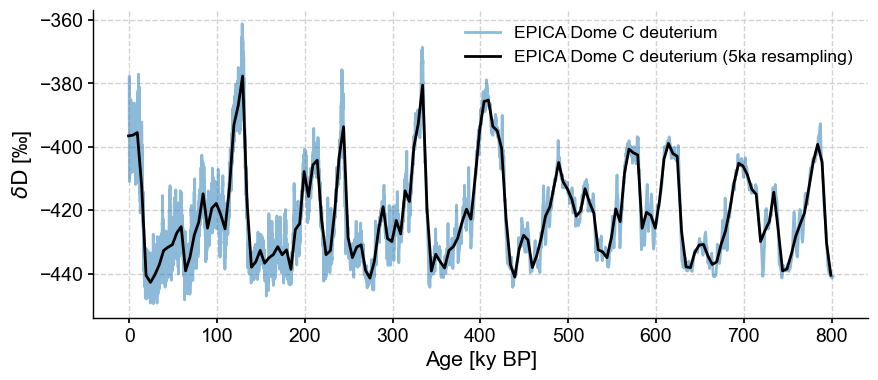 EPICA Dome C deuterium
EPICA Dome C deuterium (5ka resampling)
δD [‰]
−360
−380
−400
−420
−440
0 100 200 300 400 500 600 700 800
Age [ky BP]